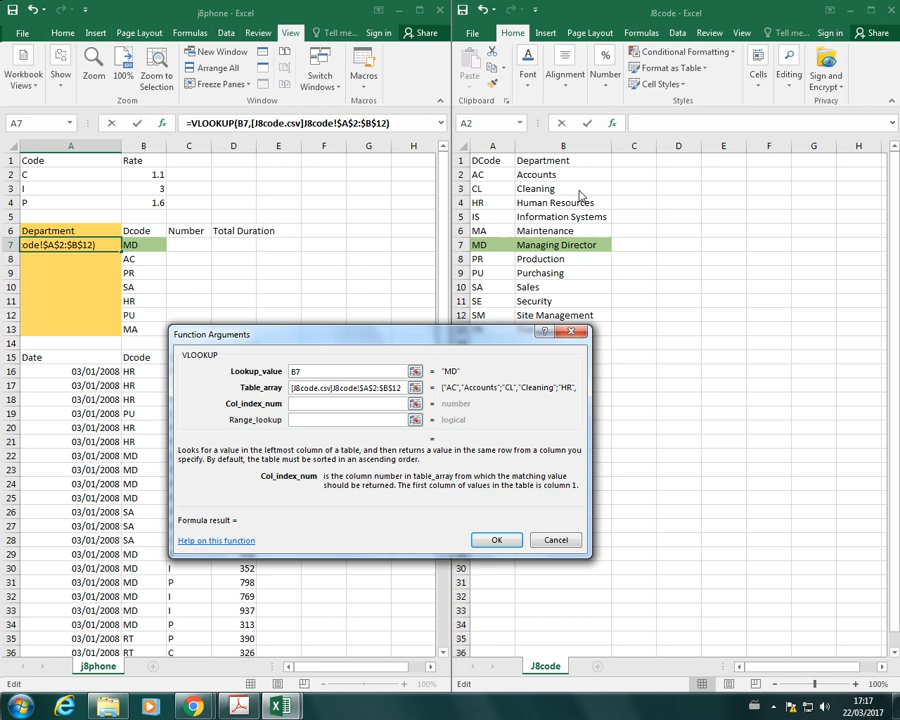 j8phone - Excel
File Home Insert Page Layout Formulas Data Review View Tell me... Sign in Share
Workbook Views
Show
Zoom
100%
Zoom to Selection
New Window
Arrange All
Freeze Panes
Switch Windows
Macros
Zoom Window Macros
A7 fx =VLOOKUP(B7,[J8code.csv]J8code!$A$2:$B$12)
A B C D E F G H
1 Code Rate
2 C 1.1
3 I 3
4 P 1.6
5
6 Department Dcode Number Total Duration
7 ode!$A$2:$B$12) MD
8 AC
9 PR
10 SA
11 HR
12 PU
13 MA
14
15 Date Dcode
16 03/01/2008 HR
17 03/01/2008 HR
18 03/01/2008 HR
19 03/01/2008 PU
20 03/01/2008 HR
21 03/01/2008 HR
22 03/01/2008 MD
23 03/01/2008 MD
24 03/01/2008 MD
25 03/01/2008 MD
26 03/01/2008 SA
27 03/01/2008 HR
28 03/01/2008 SA
29 03/01/2008 MD
30 03/01/2008 MD I 352
31 03/01/2008 MD P 798
32 03/01/2008 MD I 769
33 03/01/2008 MD I 937
34 03/01/2008 MD P 313
35 03/01/2008 RT P 390
36 03/01/2008 RT C 326
j8phone
Edit 100%
J8code - Excel
File Home Insert Page Layout Formulas Data Review View Tell me... Sign in Share
Paste
Font
Alignment
Number
Conditional Formatting
Format as Table
Cell Styles
Cells
Editing
Sign and Encrypt
Clipboard Styles Privacy
A2 fx
A B C D E F G H
1 DCode Department
2 AC Accounts
3 CL Cleaning
4 HR Human Resources
5 IS Information Systems
6 MA Maintenance
7 MD Managing Director
8 PR Production
9 PU Purchasing
10 SA Sales
11 SE Security
12 SM Site Management
30
31
32
33
34
35
36
J8code
Edit 100%
Function Arguments
VLOOKUP
Lookup_value B7 = "MD"
Table_array [J8code.csv]J8code!$A$2:$B$12 = {"AC","Accounts";"CL","Cleaning";"HR",
Col_index_num = number
Range_lookup = logical
=
Looks for a value in the leftmost column of a table, and then returns a value in the same row from a column you
specify. By default, the table must be sorted in an ascending order.
Col_index_num is the column number in table_array from which the matching value
should be returned. The first column of values in the table is column 1.
Formula result =
Help on this function
OK Cancel
17:17
22/03/2017